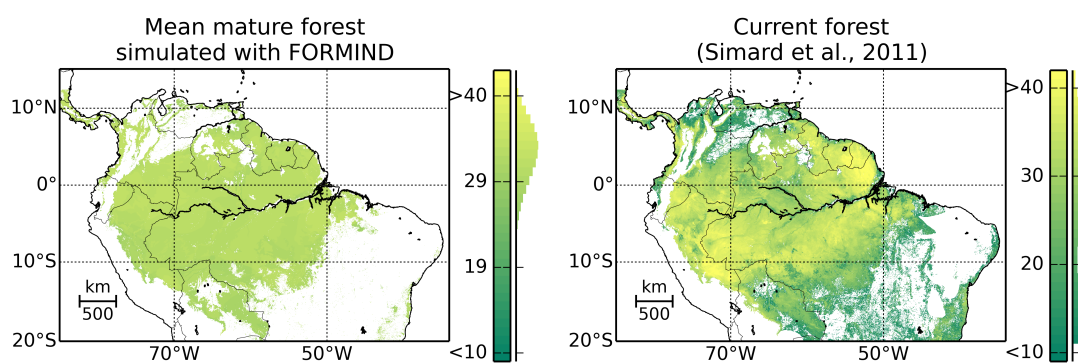 Mean mature forest
simulated with FORMIND
Current forest
(Simard et al., 2011)
10°N
0°
10°S
20°S
km
500
70°W
50°W
>40
29
19
<10
10°N
0°
10°S
20°S
km
500
70°W
50°W
>40
30
20
<10